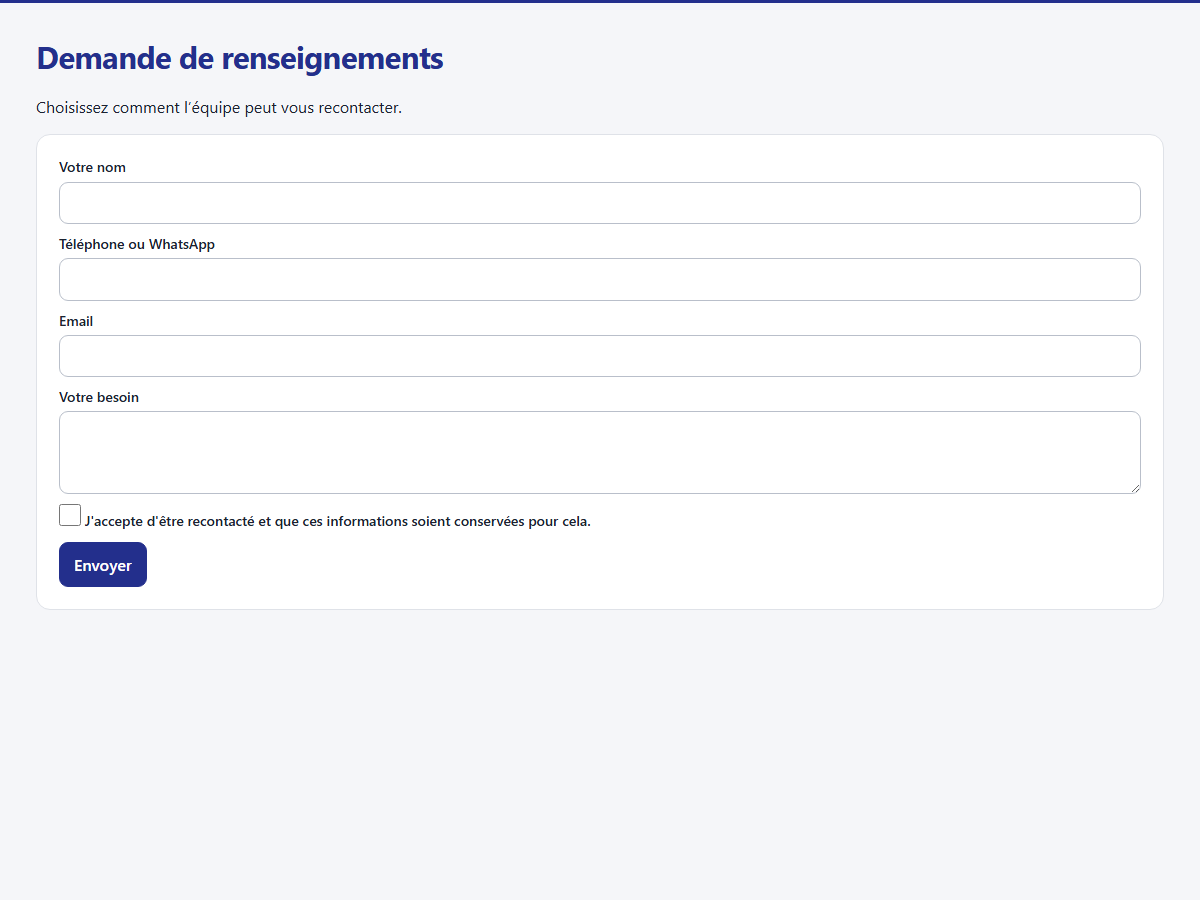 Demande de renseignements
Choisissez comment l'équipe peut vous recontacter.
Votre nom
Téléphone ou WhatsApp
Email
Votre besoin
J'accepte d'être recontacté et que ces informations soient conservées pour cela.
Envoyer